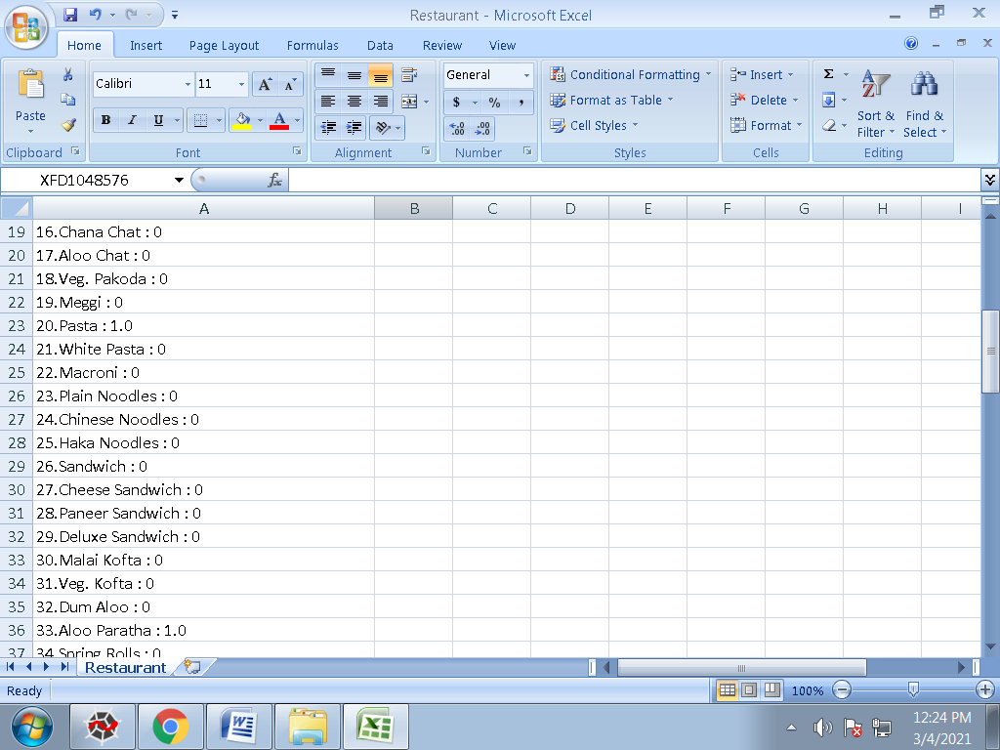 Restaurant - Microsoft Excel
Home Insert Page Layout Formulas Data Review View
Calibri 11 General Conditional Formatting Insert Σ
Paste Format as Table Delete Sort & Filter Find & Select
B I U A $ % , Cell Styles Format
Clipboard Font Alignment Number Styles Cells Editing
XFD1048576 fx
A B C D E F G H I
19 16.Chana Chat : 0
20 17.Aloo Chat : 0
21 18.Veg. Pakoda : 0
22 19.Meggi : 0
23 20.Pasta : 1.0
24 21.White Pasta : 0
25 22.Macroni : 0
26 23.Plain Noodles : 0
27 24.Chinese Noodles : 0
28 25.Haka Noodles : 0
29 26.Sandwich : 0
30 27.Cheese Sandwich : 0
31 28.Paneer Sandwich : 0
32 29.Deluxe Sandwich : 0
33 30.Malai Kofta : 0
34 31.Veg. Kofta : 0
35 32.Dum Aloo : 0
36 33.Aloo Paratha : 1.0
37 34.Spring Rolls : 0
Restaurant
Ready 100%
12:24 PM
3/4/2021